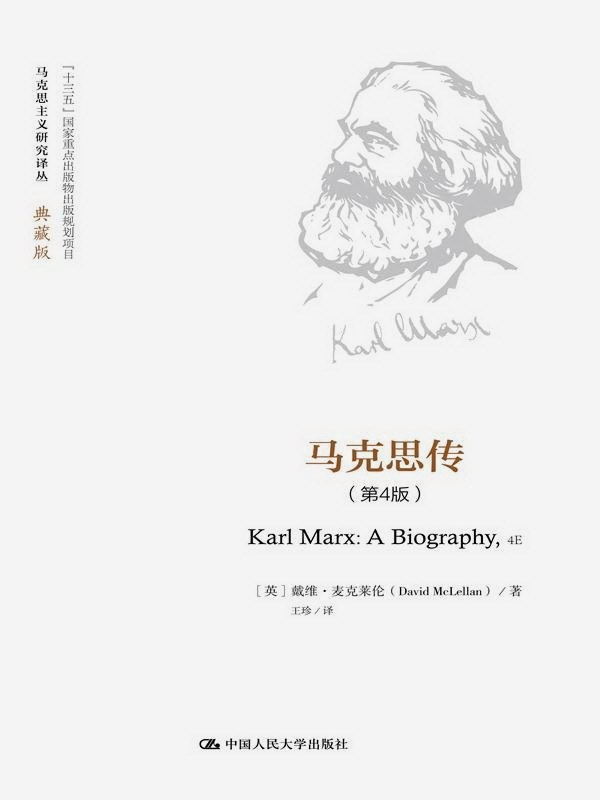 「十三五」国家重点出版物出版规划项目
马克思主义研究译丛 典藏版
Karl Marx
马克思传
（第4版）
Karl Marx: A Biography, 4E
［英］戴维·麦克莱伦（David McLellan）／著
王珍／译
中国人民大学出版社